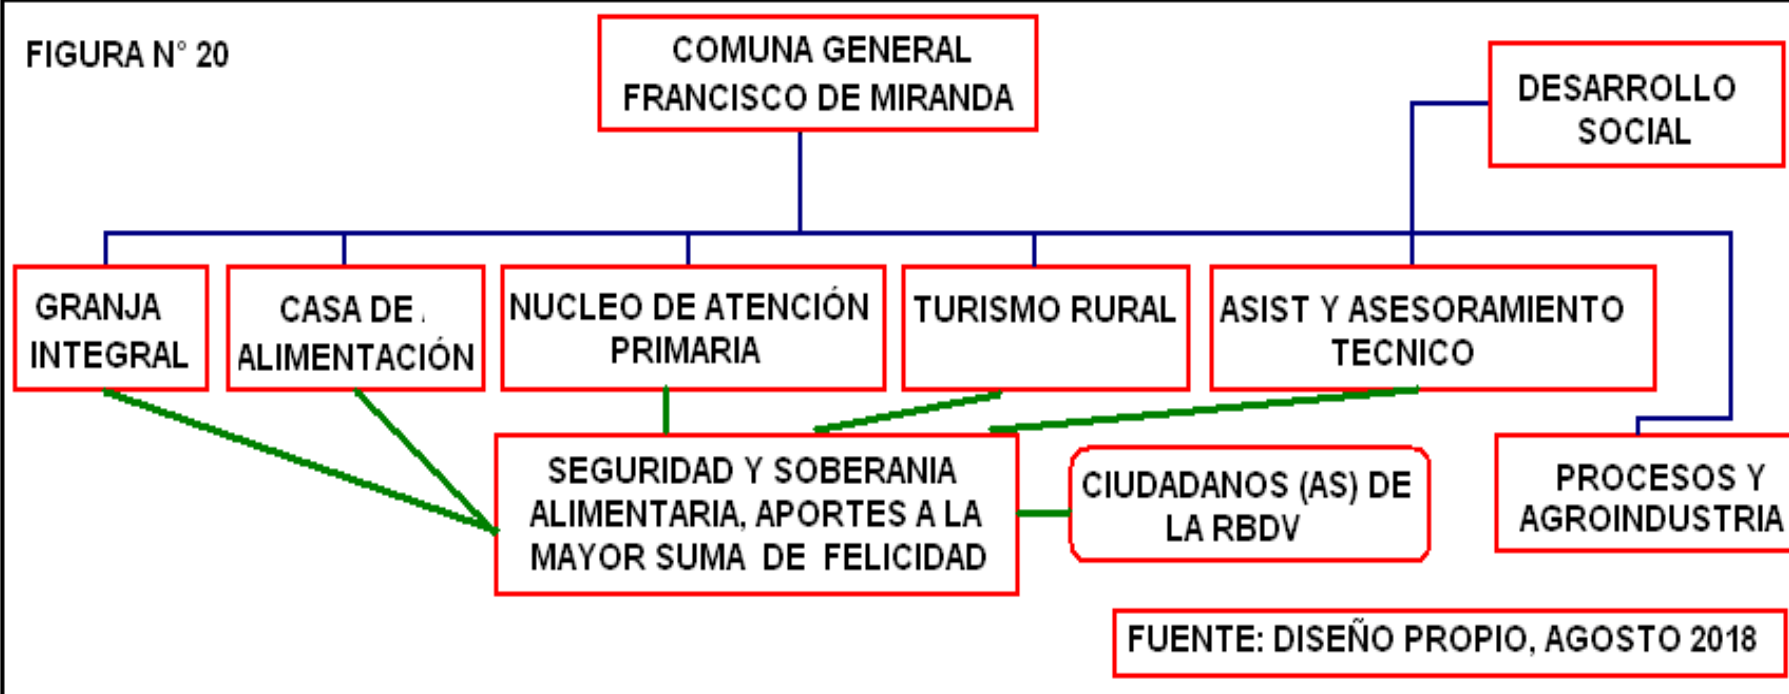 FIGURA N° 20
COMUNA GENERAL
FRANCISCO DE MIRANDA
DESARROLLO
SOCIAL
GRANJA
INTEGRAL
CASA DE
ALIMENTACIÓN
NUCLEO DE ATENCIÓN
PRIMARIA
TURISMO RURAL
ASIST Y ASESORAMIENTO
TECNICO
SEGURIDAD Y SOBERANIA
ALIMENTARIA, APORTES A LA
MAYOR SUMA DE FELICIDAD
CIUDADANOS (AS) DE
LA RBDV
PROCESOS Y
AGROINDUSTRIA
FUENTE: DISEÑO PROPIO, AGOSTO 2018